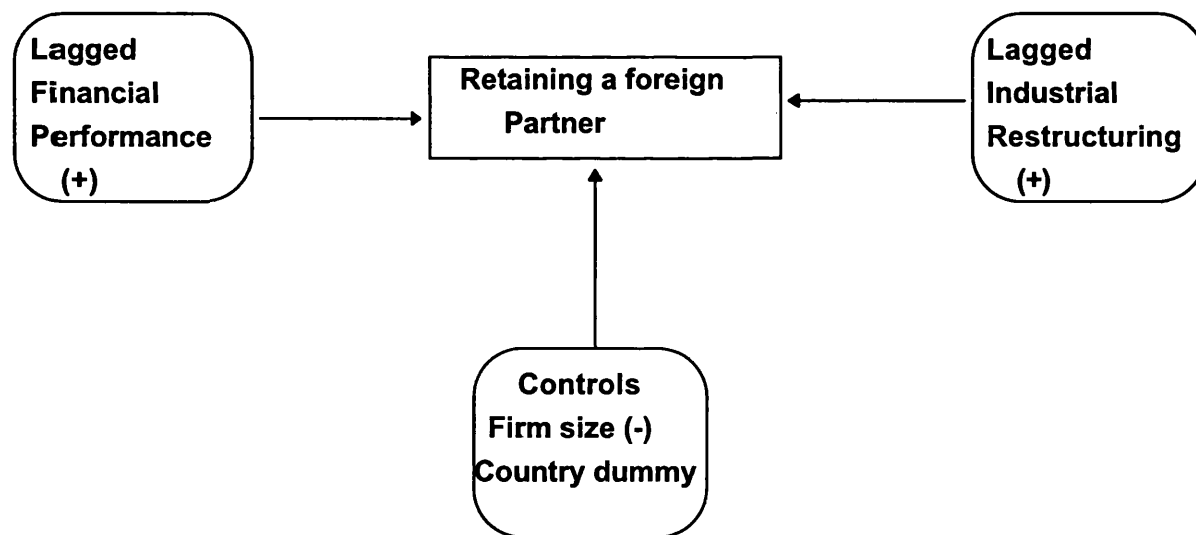 Lagged
Financial
Performance
(+)
Retaining a foreign
Partner
Lagged
Industrial
Restructuring
(+)
Controls
Firm size (-)
Country dummy